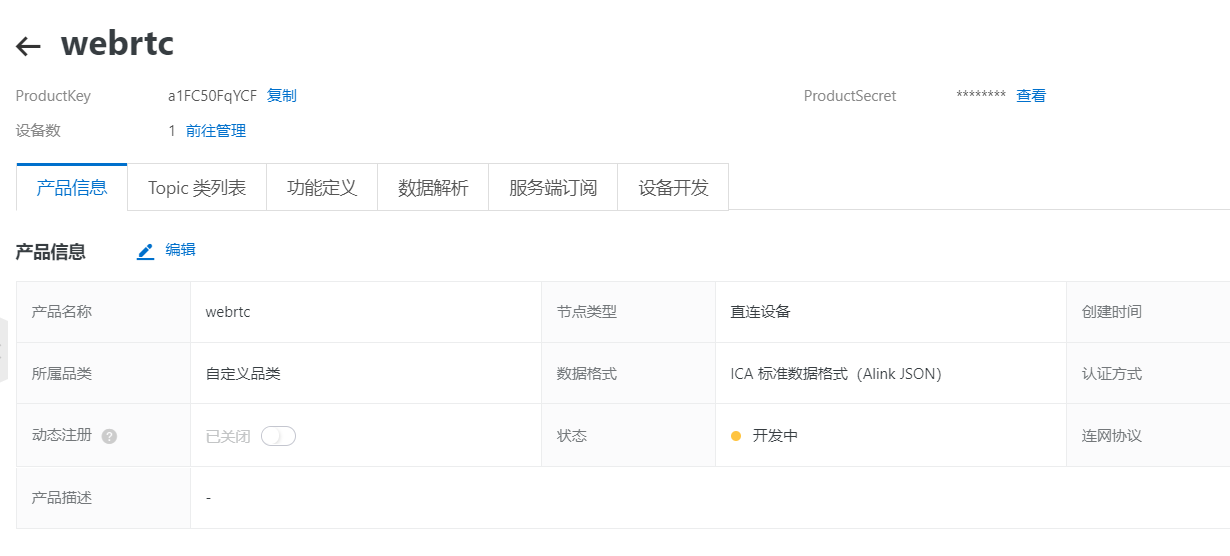 webrtc
ProductKey a1FC50FqYCF 复制 ProductSecret ******** 查看
设备数 1 前往管理
产品信息 Topic 类列表 功能定义 数据解析 服务端订阅 设备开发
产品信息 编辑
产品名称 webrtc 节点类型 直连设备 创建时间
所属品类 自定义品类 数据格式 ICA 标准数据格式（Alink JSON） 认证方式
动态注册 ? 已关闭 状态 开发中 连网协议
产品描述 -